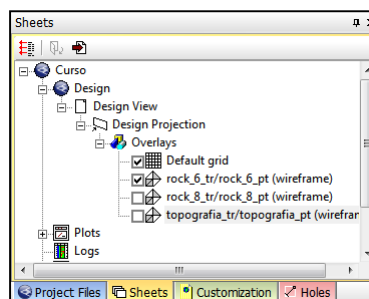 Sheets
Curso
Design
Design View
Design Projection
Overlays
Default grid
rock_6_tr/rock_6_pt (wireframe)
rock_8_tr/rock_8_pt (wireframe)
topografia_tr/topografia_pt (wirefran
Plots
Logs
Project Files Sheets Customization Holes